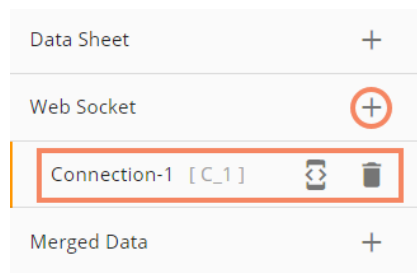 Data Sheet
Web Socket
Connection-1 [ C_1 ]
Merged Data